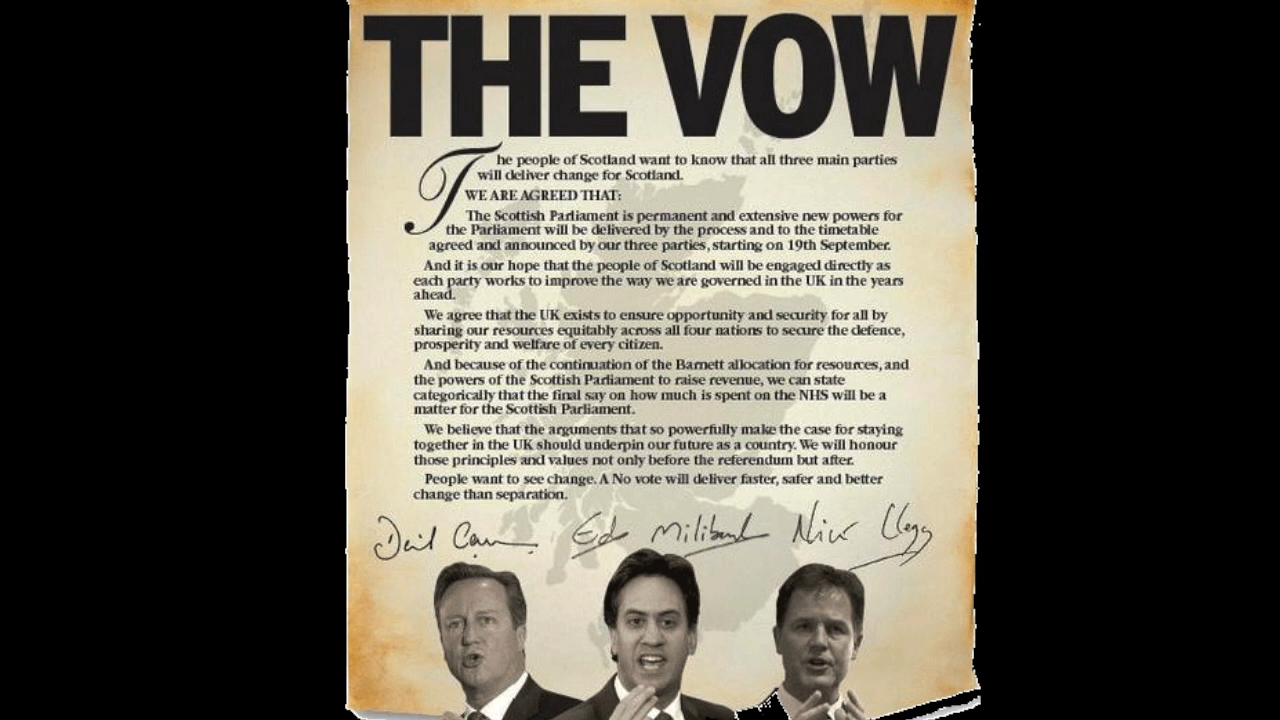 THE VOW
The people of Scotland want to know that all three main parties
will deliver change for Scotland.
WE ARE AGREED THAT:
The Scottish Parliament is permanent and extensive new powers for
the Parliament will be delivered by the process and to the timetable
agreed and announced by our three parties, starting on 19th September.
And it is our hope that the people of Scotland will be engaged directly as
each party works to improve the way we are governed in the UK in the years
ahead.
We agree that the UK exists to ensure opportunity and security for all by
sharing our resources equitably across all four nations to secure the defence,
prosperity and welfare of every citizen.
And because of the continuation of the Barnett allocation for resources, and
the powers of the Scottish Parliament to raise revenue, we can state
categorically that the final say on how much is spent on the NHS will be a
matter for the Scottish Parliament.
We believe that the arguments that so powerfully make the case for staying
together in the UK should underpin our future as a country. We will honour
those principles and values not only before the referendum but after.
People want to see change. A No vote will deliver faster, safer and better
change than separation.
David Cameron Ed Miliband Nick Clegg